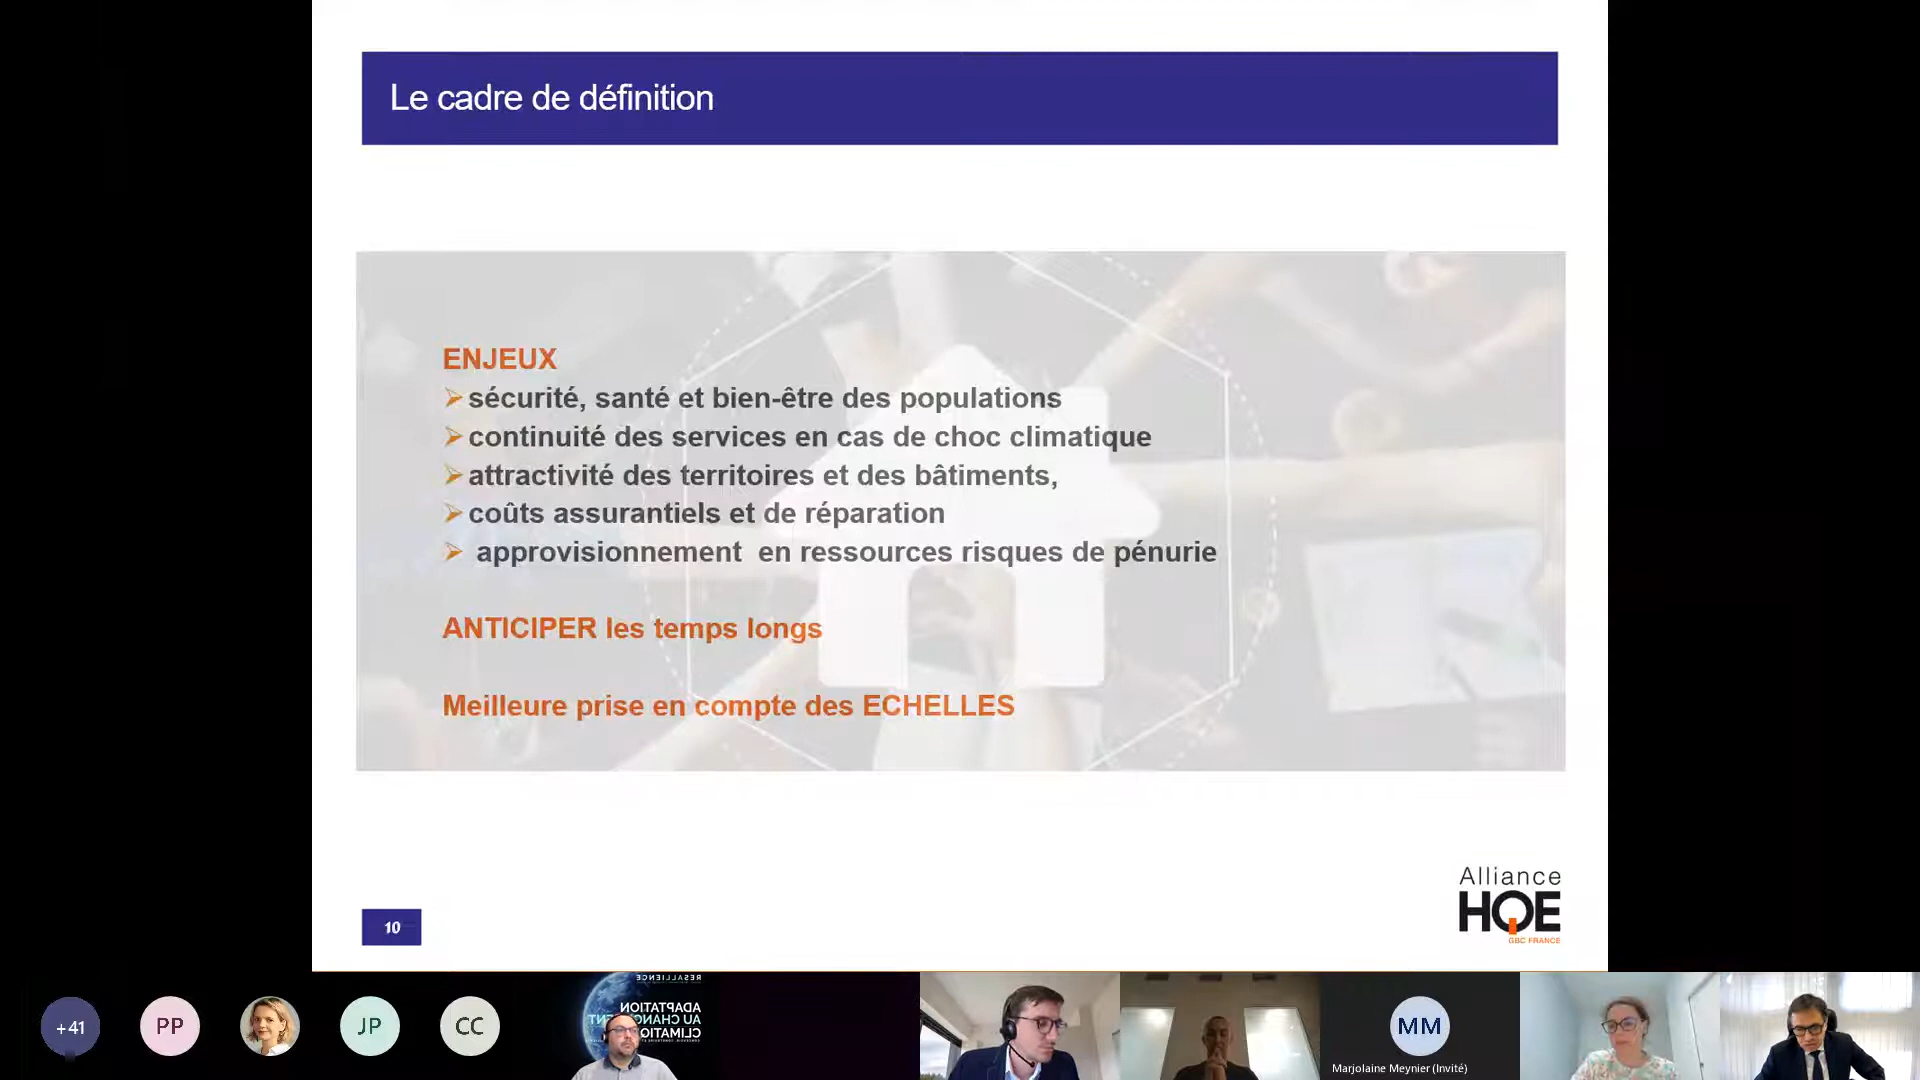 Le cadre de définition
ENJEUX
➢sécurité, santé et bien-être des populations
➢continuité des services en cas de choc climatique
➢attractivité des territoires et des bâtiments,
➢coûts assurantiels et de réparation
➢ approvisionnement en ressources risques de pénurie
ANTICIPER les temps longs
Meilleure prise en compte des ECHELLES
Alliance
HQE
GBC FRANCE
10
+41
PP
JP
CC
RESALLIENCE
ADAPTATION
AU CHANGEMENT
CLIMATIQUE
MM
Marjolaine Meynier (Invité)